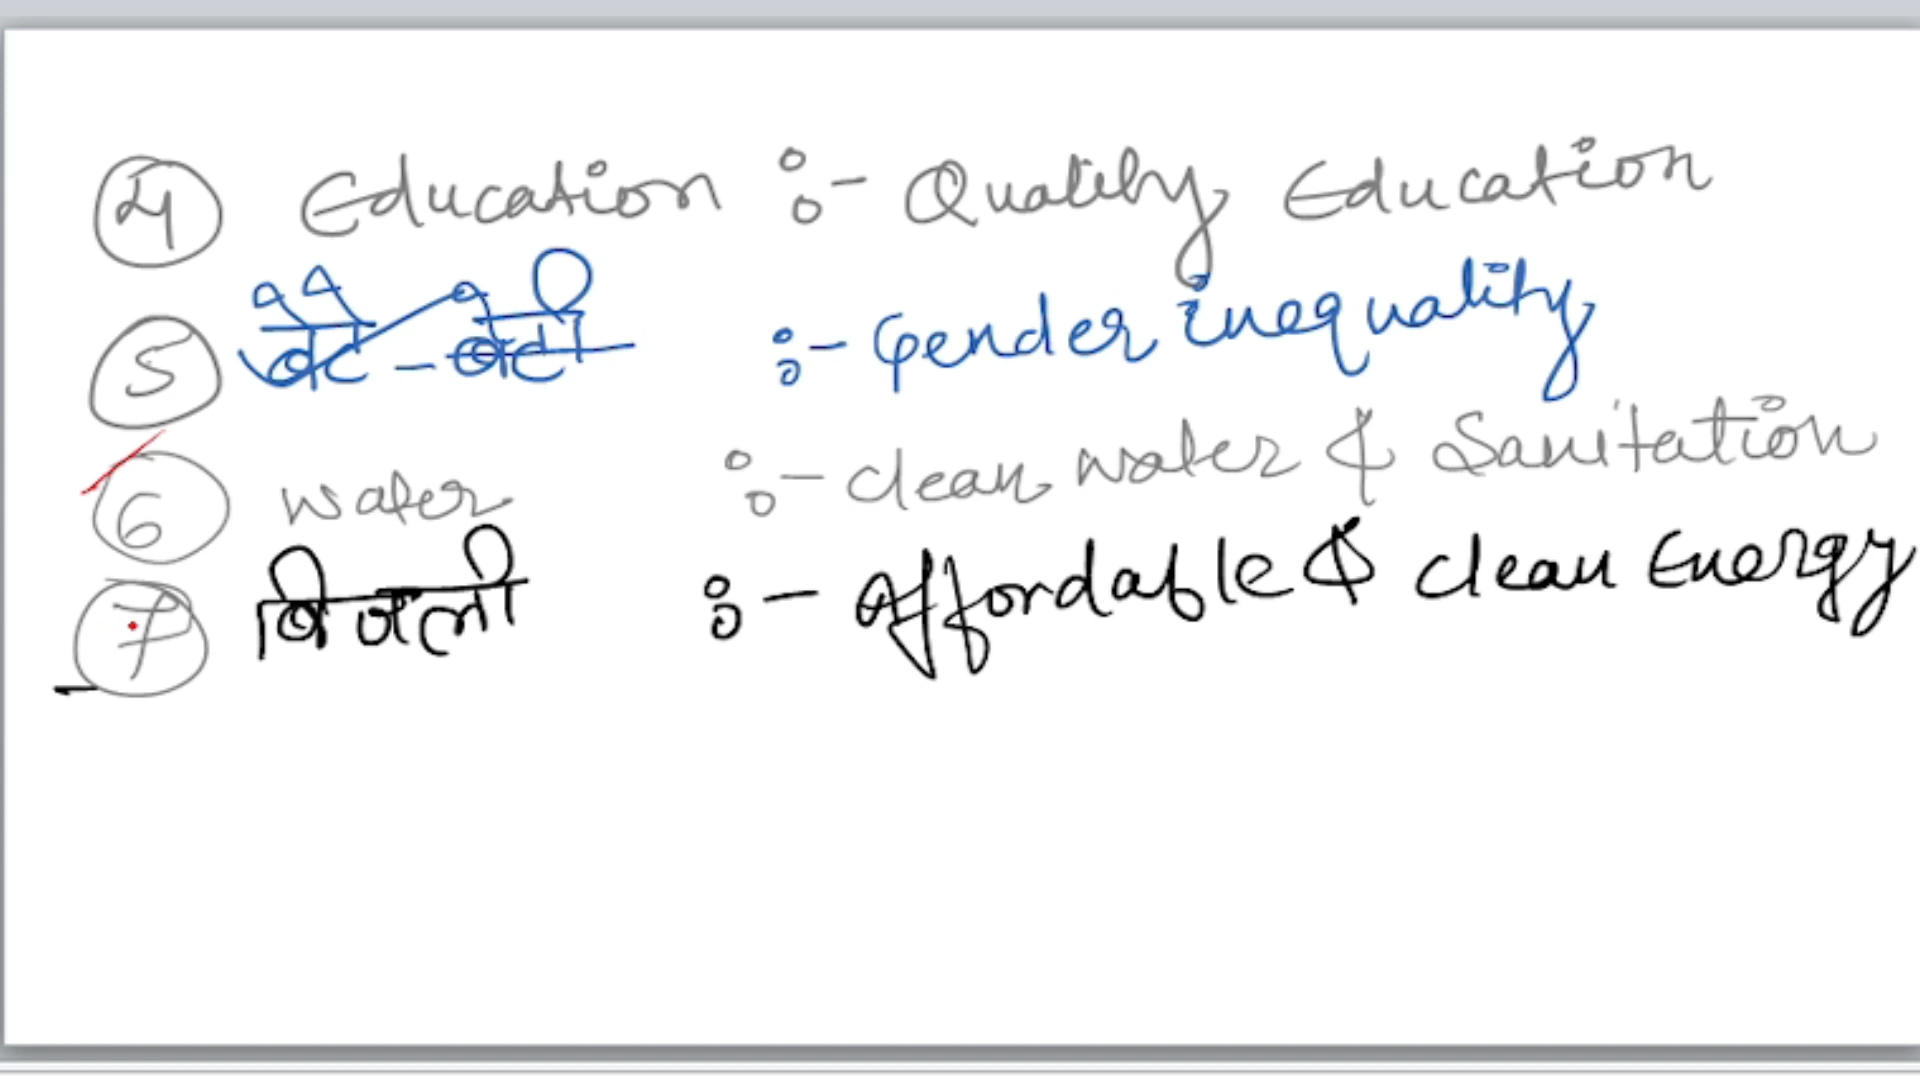 4 Education :- Quality Education
5 बेटे - बेटी :- Gender inequality
6 water :- clean water & Sanitation
7 बिजली :- Affordable & clean Energy